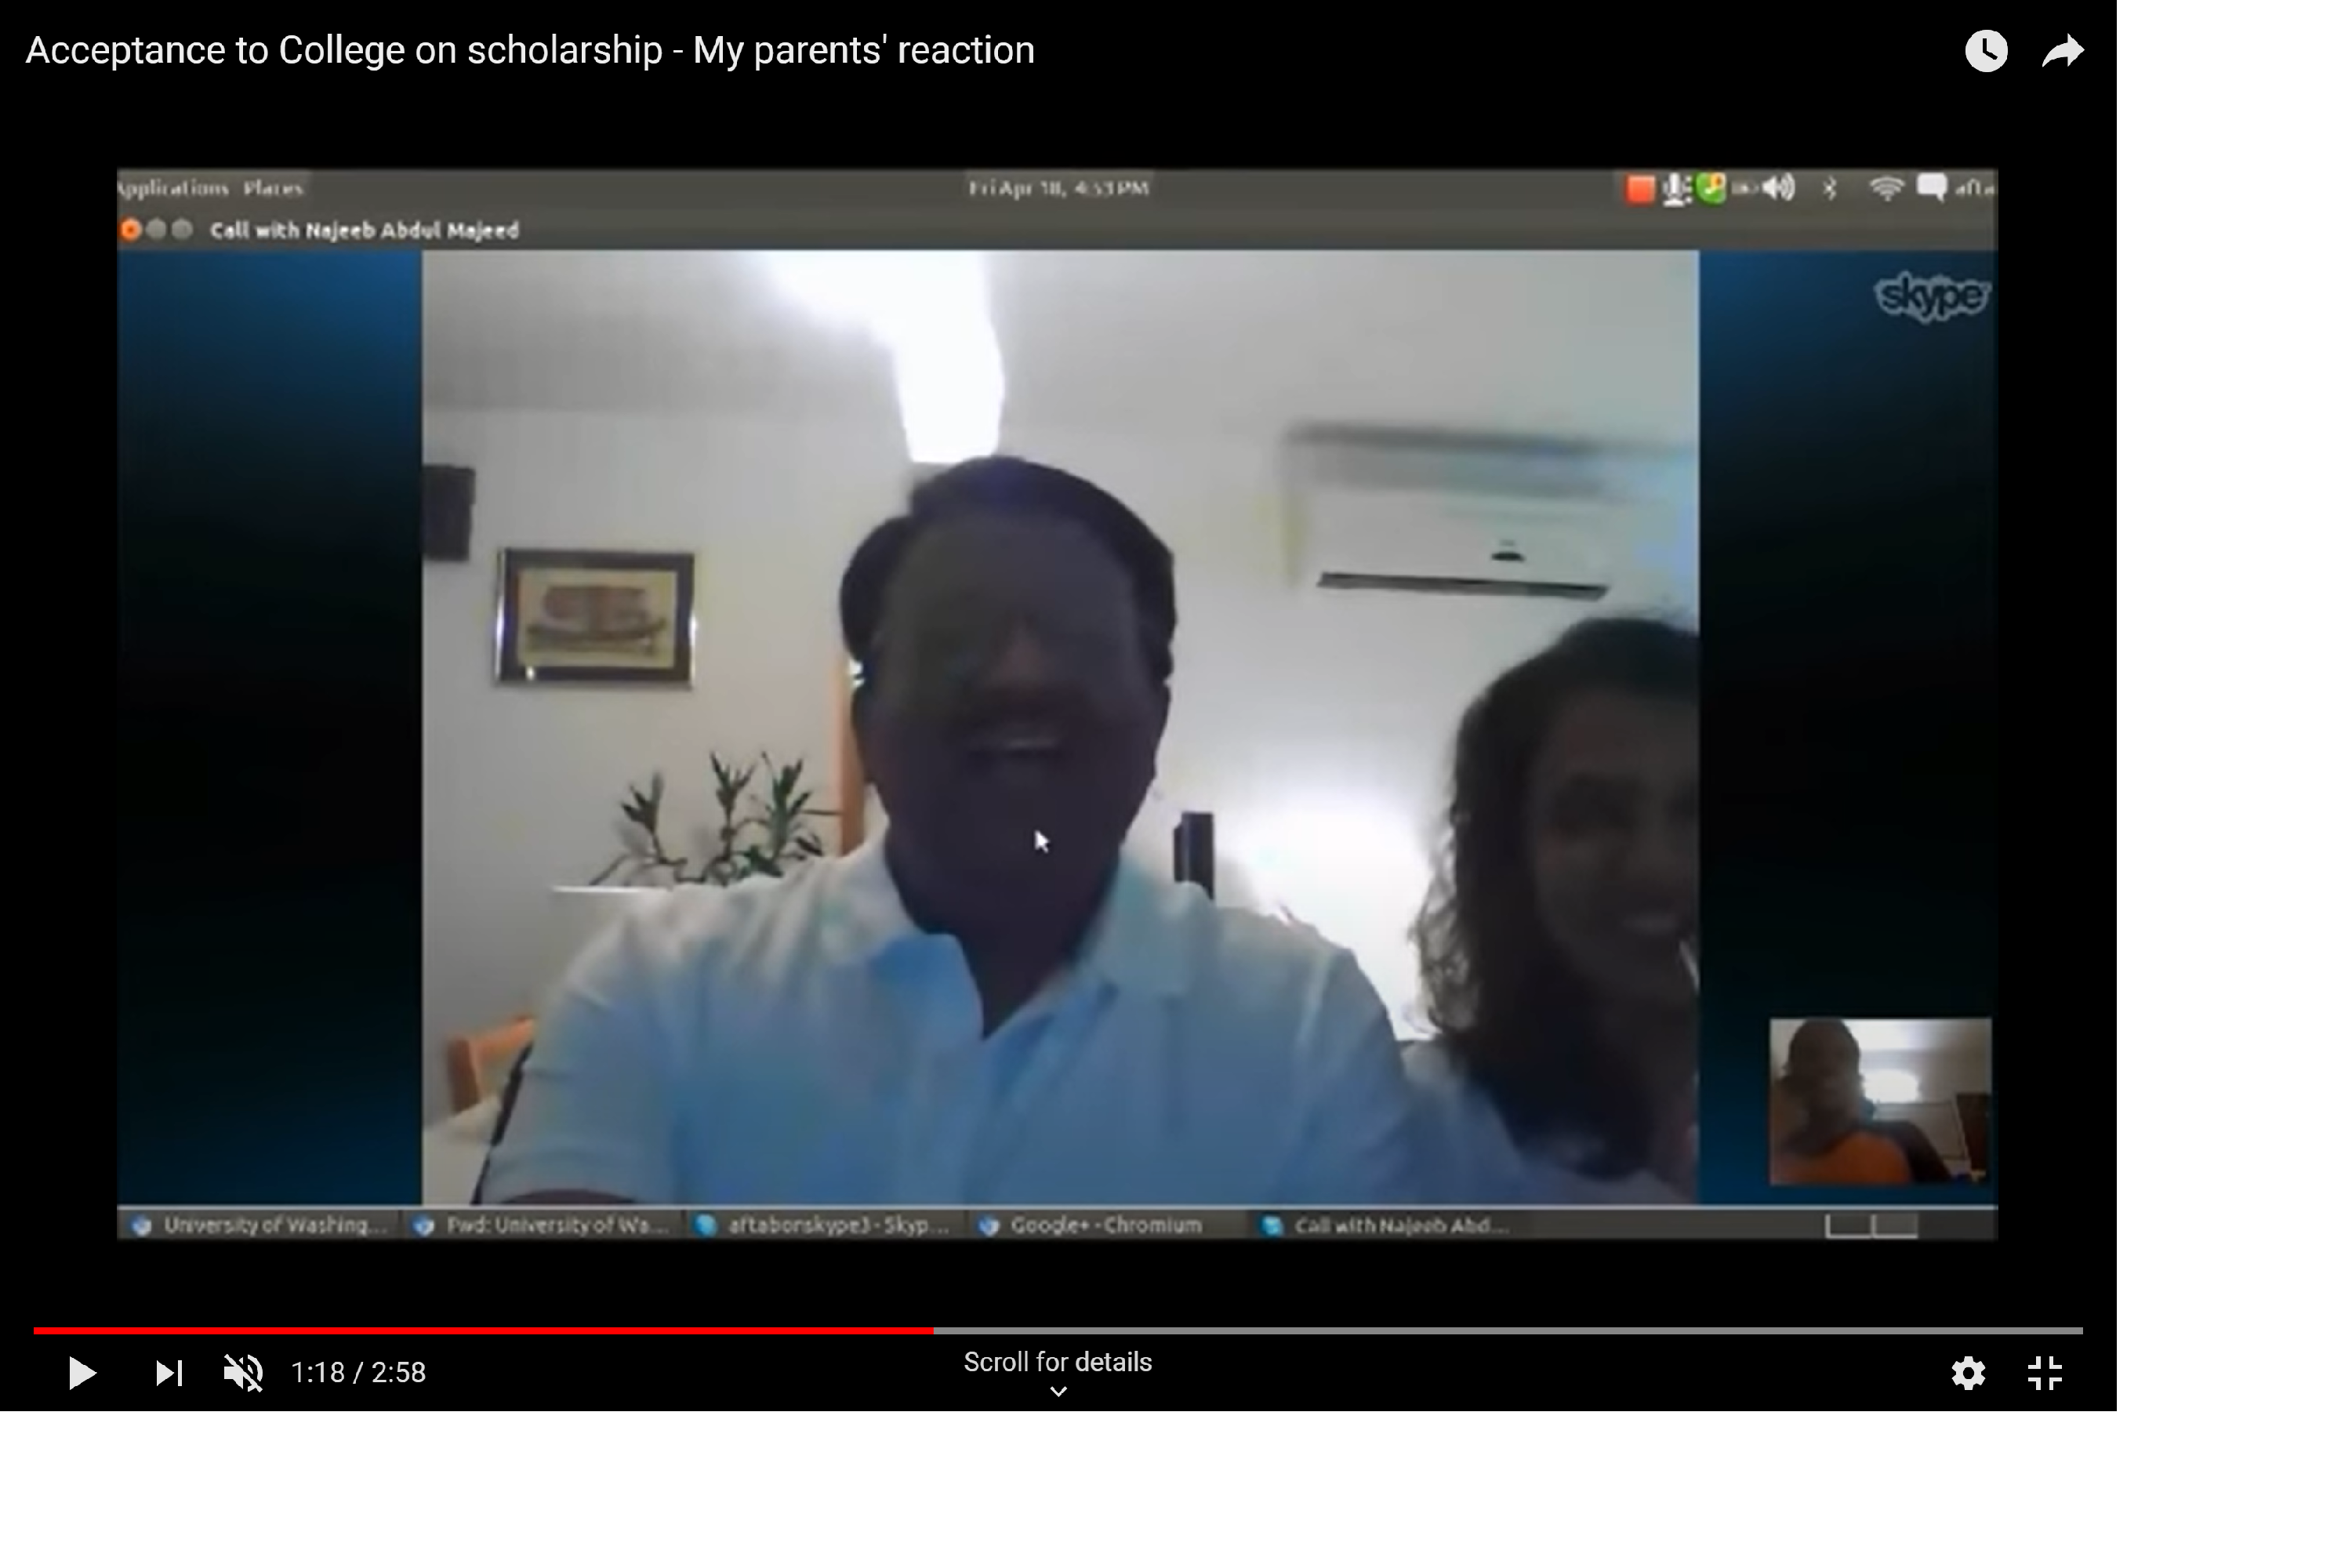 Acceptance to College on scholarship - My parents' reaction
Applications Places
Fri Apr 18, 4:53 PM
afta
Call with Najeeb Abdul Majeed
skype
University of Washing...
Fwd: University of Wa...
aftabonskype3 - Skyp...
Google+ - Chromium
Call with Najeeb Abd...
1:18 / 2:58
Scroll for details